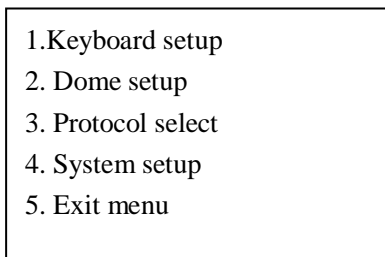 1.Keyboard setup
2. Dome setup
3. Protocol select
4. System setup
5. Exit menu